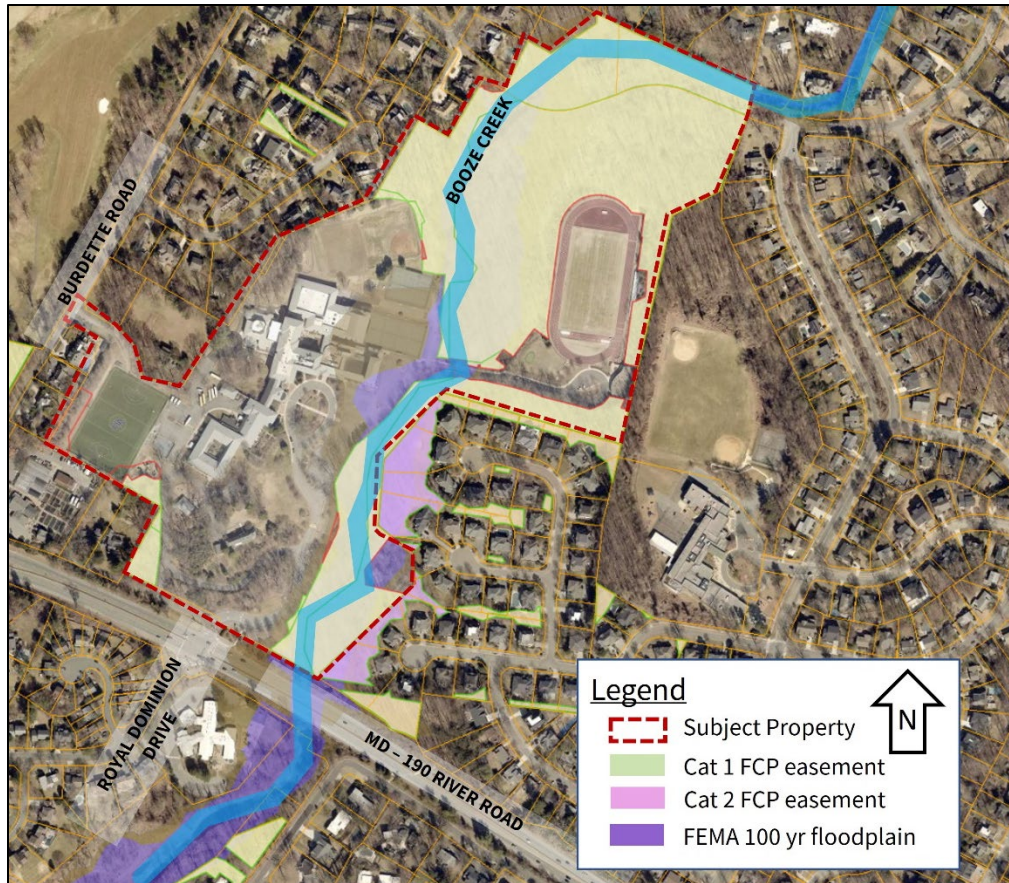 BOOZE CREEK
BURDETTE ROAD
ROYAL DOMINION
DRIVE
MD – 190 RIVER ROAD
Legend
Subject Property
Cat 1 FCP easement
Cat 2 FCP easement
FEMA 100 yr floodplain
N